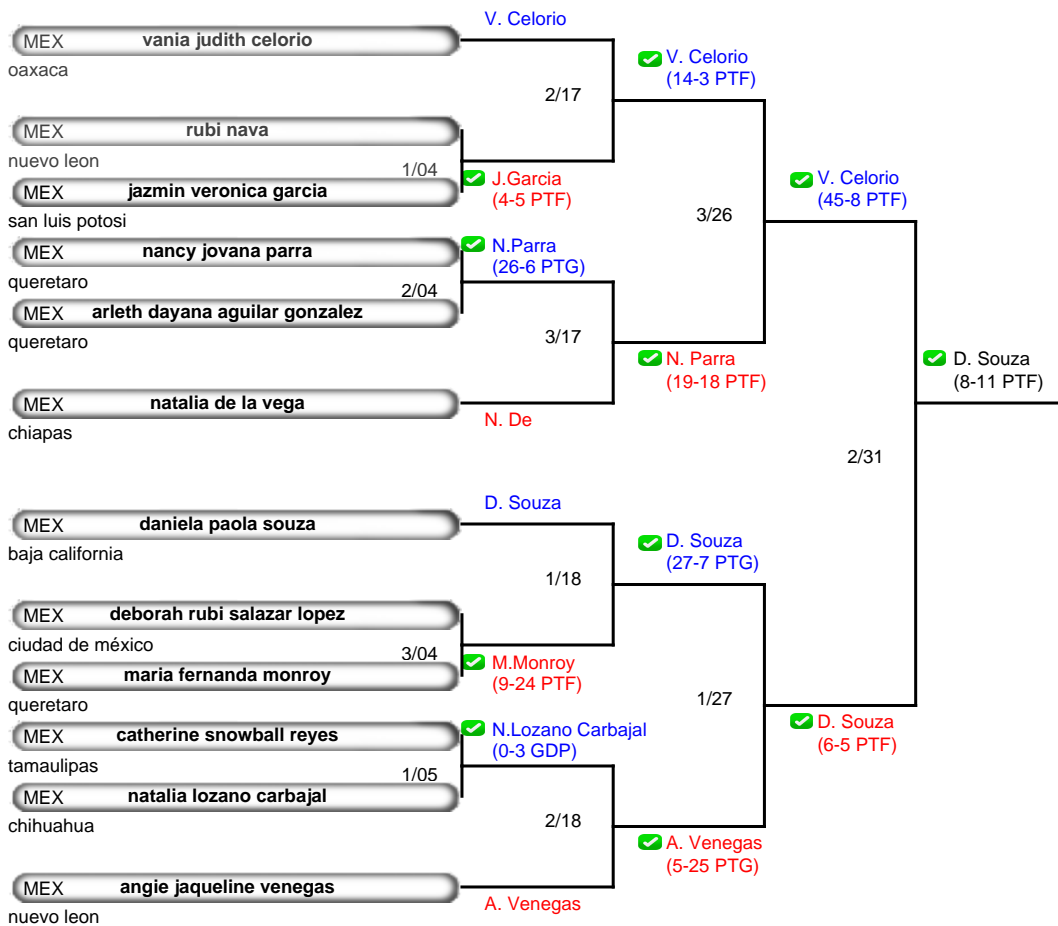 V. Celorio
MEX vania judith celorio
oaxaca
V. Celorio
(14-3 PTF)
2/17
MEX rubi nava
nuevo leon
1/04
MEX jazmin veronica garcia
san luis potosi
J.Garcia
(4-5 PTF)
V. Celorio
(45-8 PTF)
3/26
MEX nancy jovana parra
queretaro
N.Parra
(26-6 PTG)
2/04
MEX arleth dayana aguilar gonzalez
queretaro
3/17
N. Parra
(19-18 PTF)
MEX natalia de la vega
chiapas
N. De
D. Souza
(8-11 PTF)
2/31
D. Souza
MEX daniela paola souza
baja california
D. Souza
(27-7 PTG)
1/18
MEX deborah rubi salazar lopez
ciudad de méxico
3/04
MEX maria fernanda monroy
queretaro
M.Monroy
(9-24 PTF)
1/27
D. Souza
(6-5 PTF)
MEX catherine snowball reyes
tamaulipas
N.Lozano Carbajal
(0-3 GDP)
1/05
MEX natalia lozano carbajal
chihuahua
2/18
A. Venegas
(5-25 PTG)
MEX angie jaqueline venegas
nuevo leon
A. Venegas